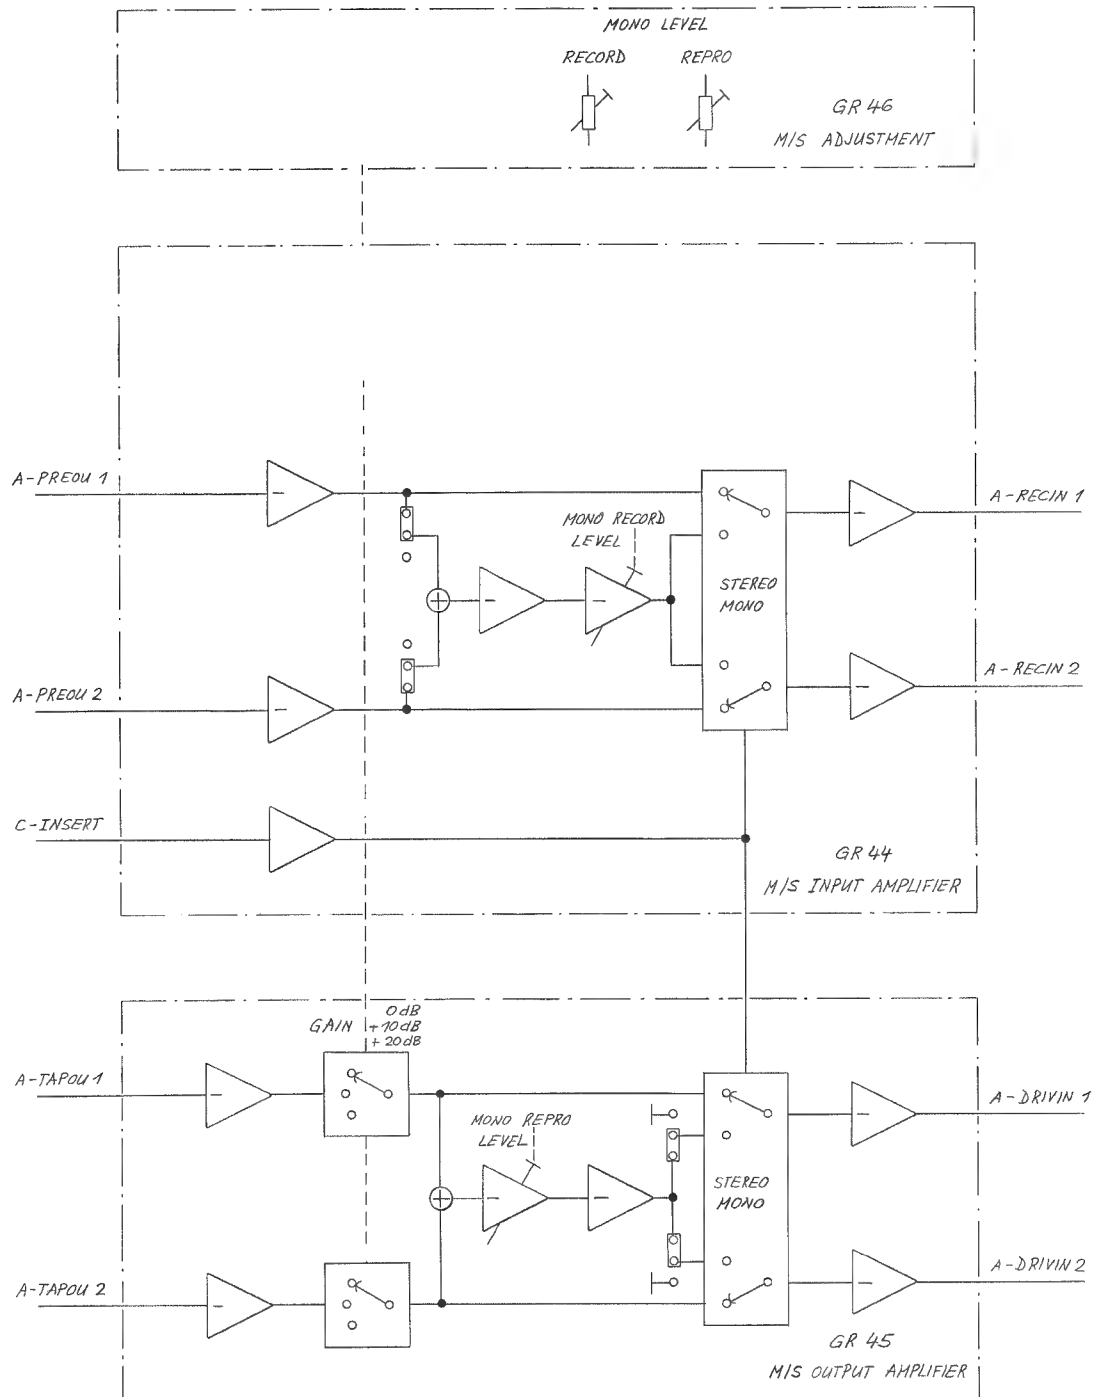 MONO LEVEL
RECORD
REPRO
GR 46
M/S ADJUSTMENT
A-PREOU 1
A-RECIN 1
MONO RECORD
LEVEL
STEREO
MONO
A-PREOU 2
A-RECIN 2
C-INSERT
GR 44
M/S INPUT AMPLIFIER
GAIN
0 dB
+10dB
+20dB
A-TAPOU 1
A-DRIVIN 1
MONO REPRO
LEVEL
STEREO
MONO
A-TAPOU 2
A-DRIVIN 2
GR 45
M/S OUTPUT AMPLIFIER